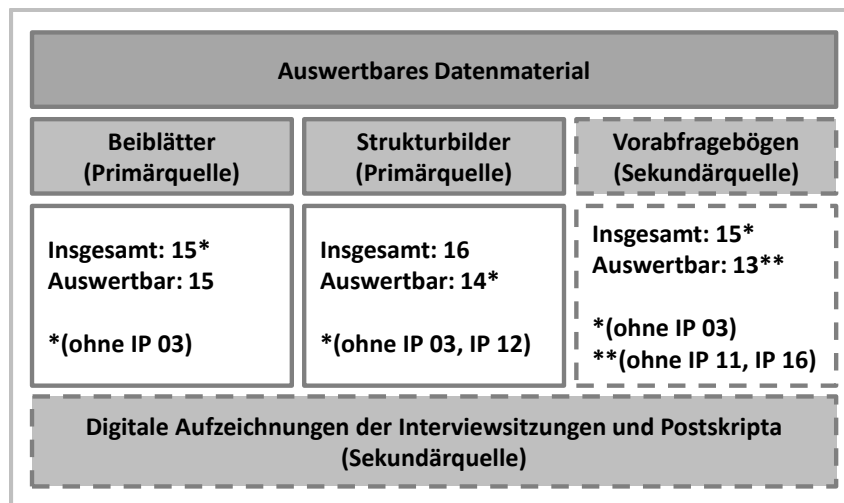 Auswertbares Datenmaterial
Beiblätter
(Primärquelle)
Strukturbilder
(Primärquelle)
Vorabfragebögen
(Sekundärquelle)
Insgesamt: 15*
Auswertbar: 15
*(ohne IP 03)
Insgesamt: 16
Auswertbar: 14*
*(ohne IP 03, IP 12)
Insgesamt: 15*
Auswertbar: 13**
*(ohne IP 03)
**(ohne IP 11, IP 16)
Digitale Aufzeichnungen der Interviewsitzungen und Postskripta
(Sekundärquelle)